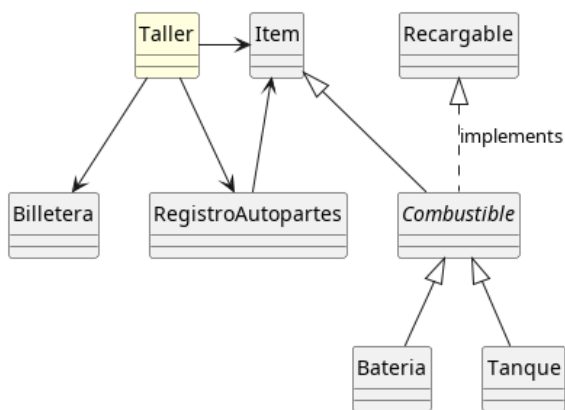 Taller
Item
Recargable
implements
Billetera
RegistroAutopartes
Combustible
Bateria
Tanque